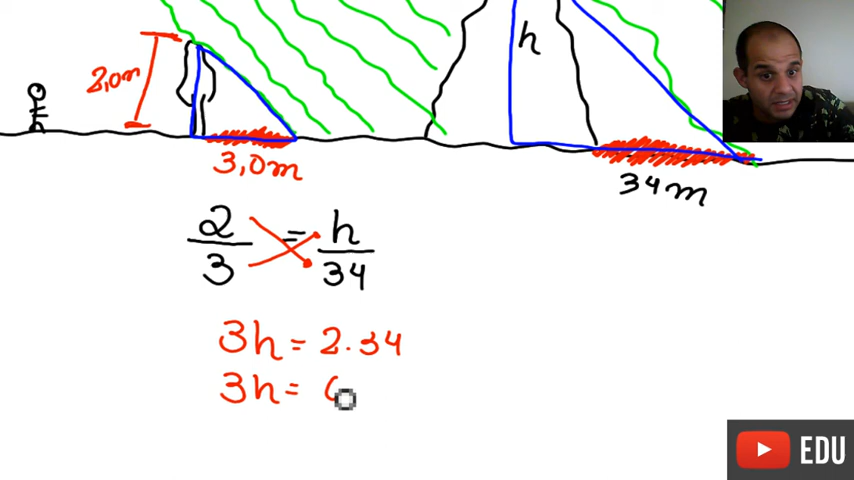 h
2,0m
3,0m
34m
2/3 = h/34
3h = 2.34
3h = 6
EDU